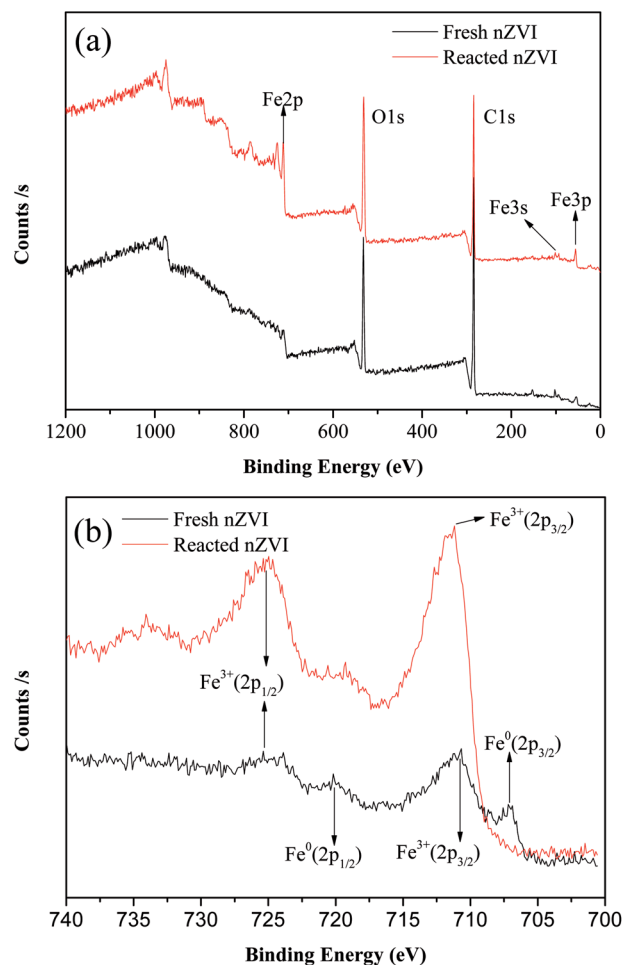 (a)
Fresh nZVI
Reacted nZVI
Fe2p
O1s
C1s
Fe3s
Fe3p
Counts /s
1200 1000 800 600 400 200 0
Binding Energy (eV)
(b)
Fresh nZVI
Reacted nZVI
Fe³⁺(2p₃/₂)
Fe³⁺(2p₁/₂)
Fe⁰(2p₃/₂)
Fe⁰(2p₁/₂)
Fe³⁺(2p₃/₂)
Counts /s
740 735 730 725 720 715 710 705 700
Binding Energy (eV)